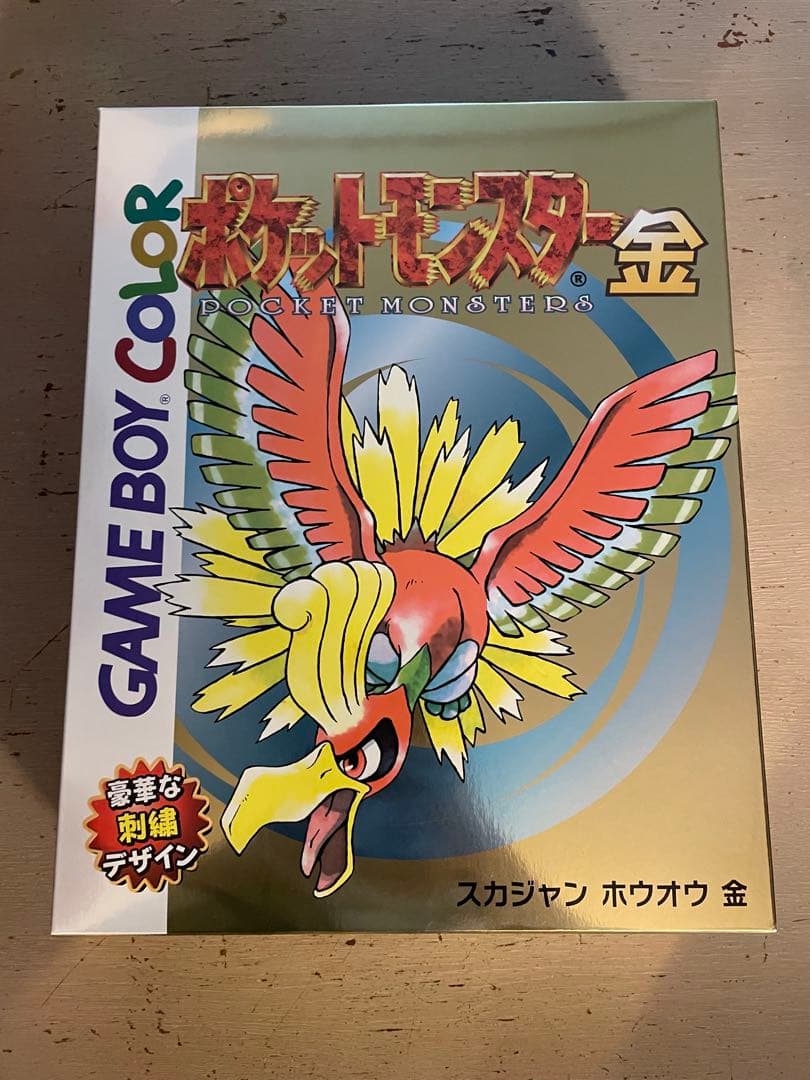 ポケットモンスター金
®
POCKET MONSTERS
GAME BOY COLOR
®
豪華な
刺繍
デザイン
スカジャン ホウオウ 金